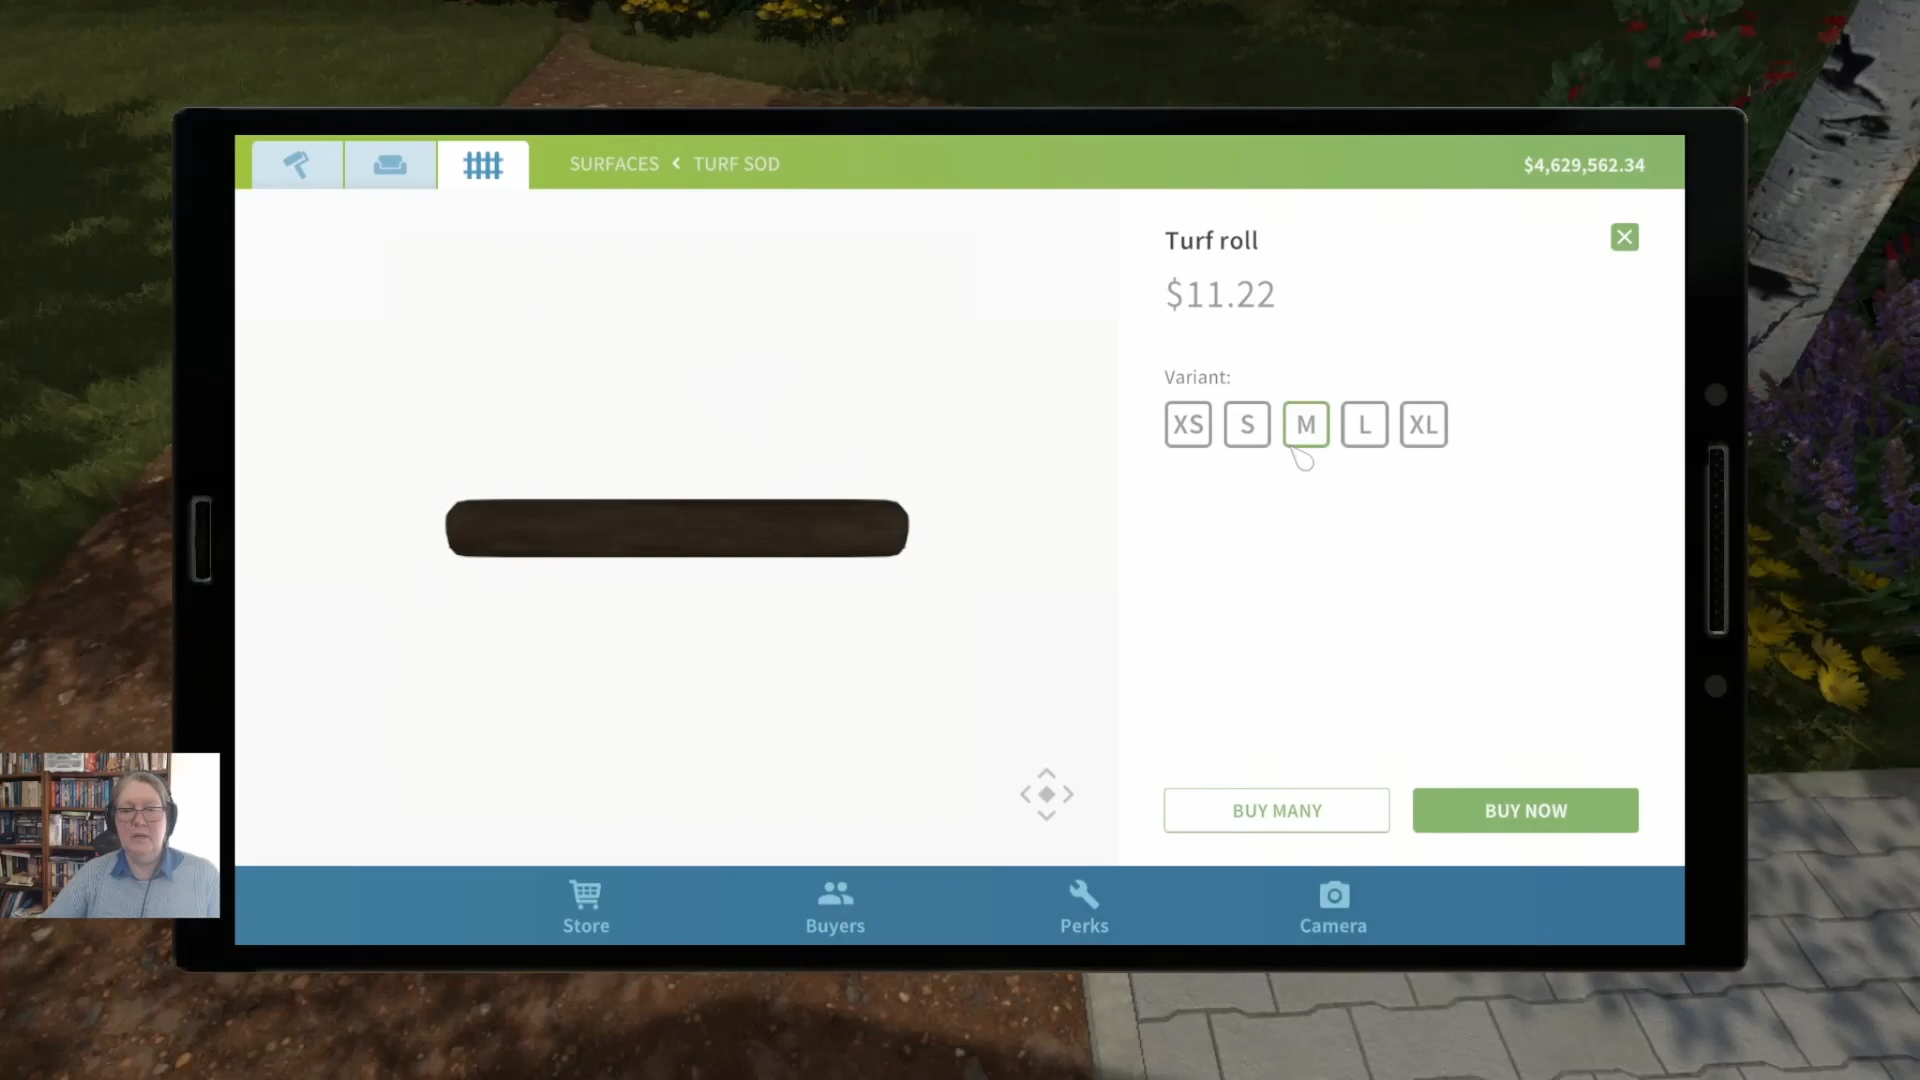 SURFACES < TURF SOD
$4,629,562.34
Turf roll
$11.22
Variant:
XS S M L XL
BUY MANY BUY NOW
Store Buyers Perks Camera